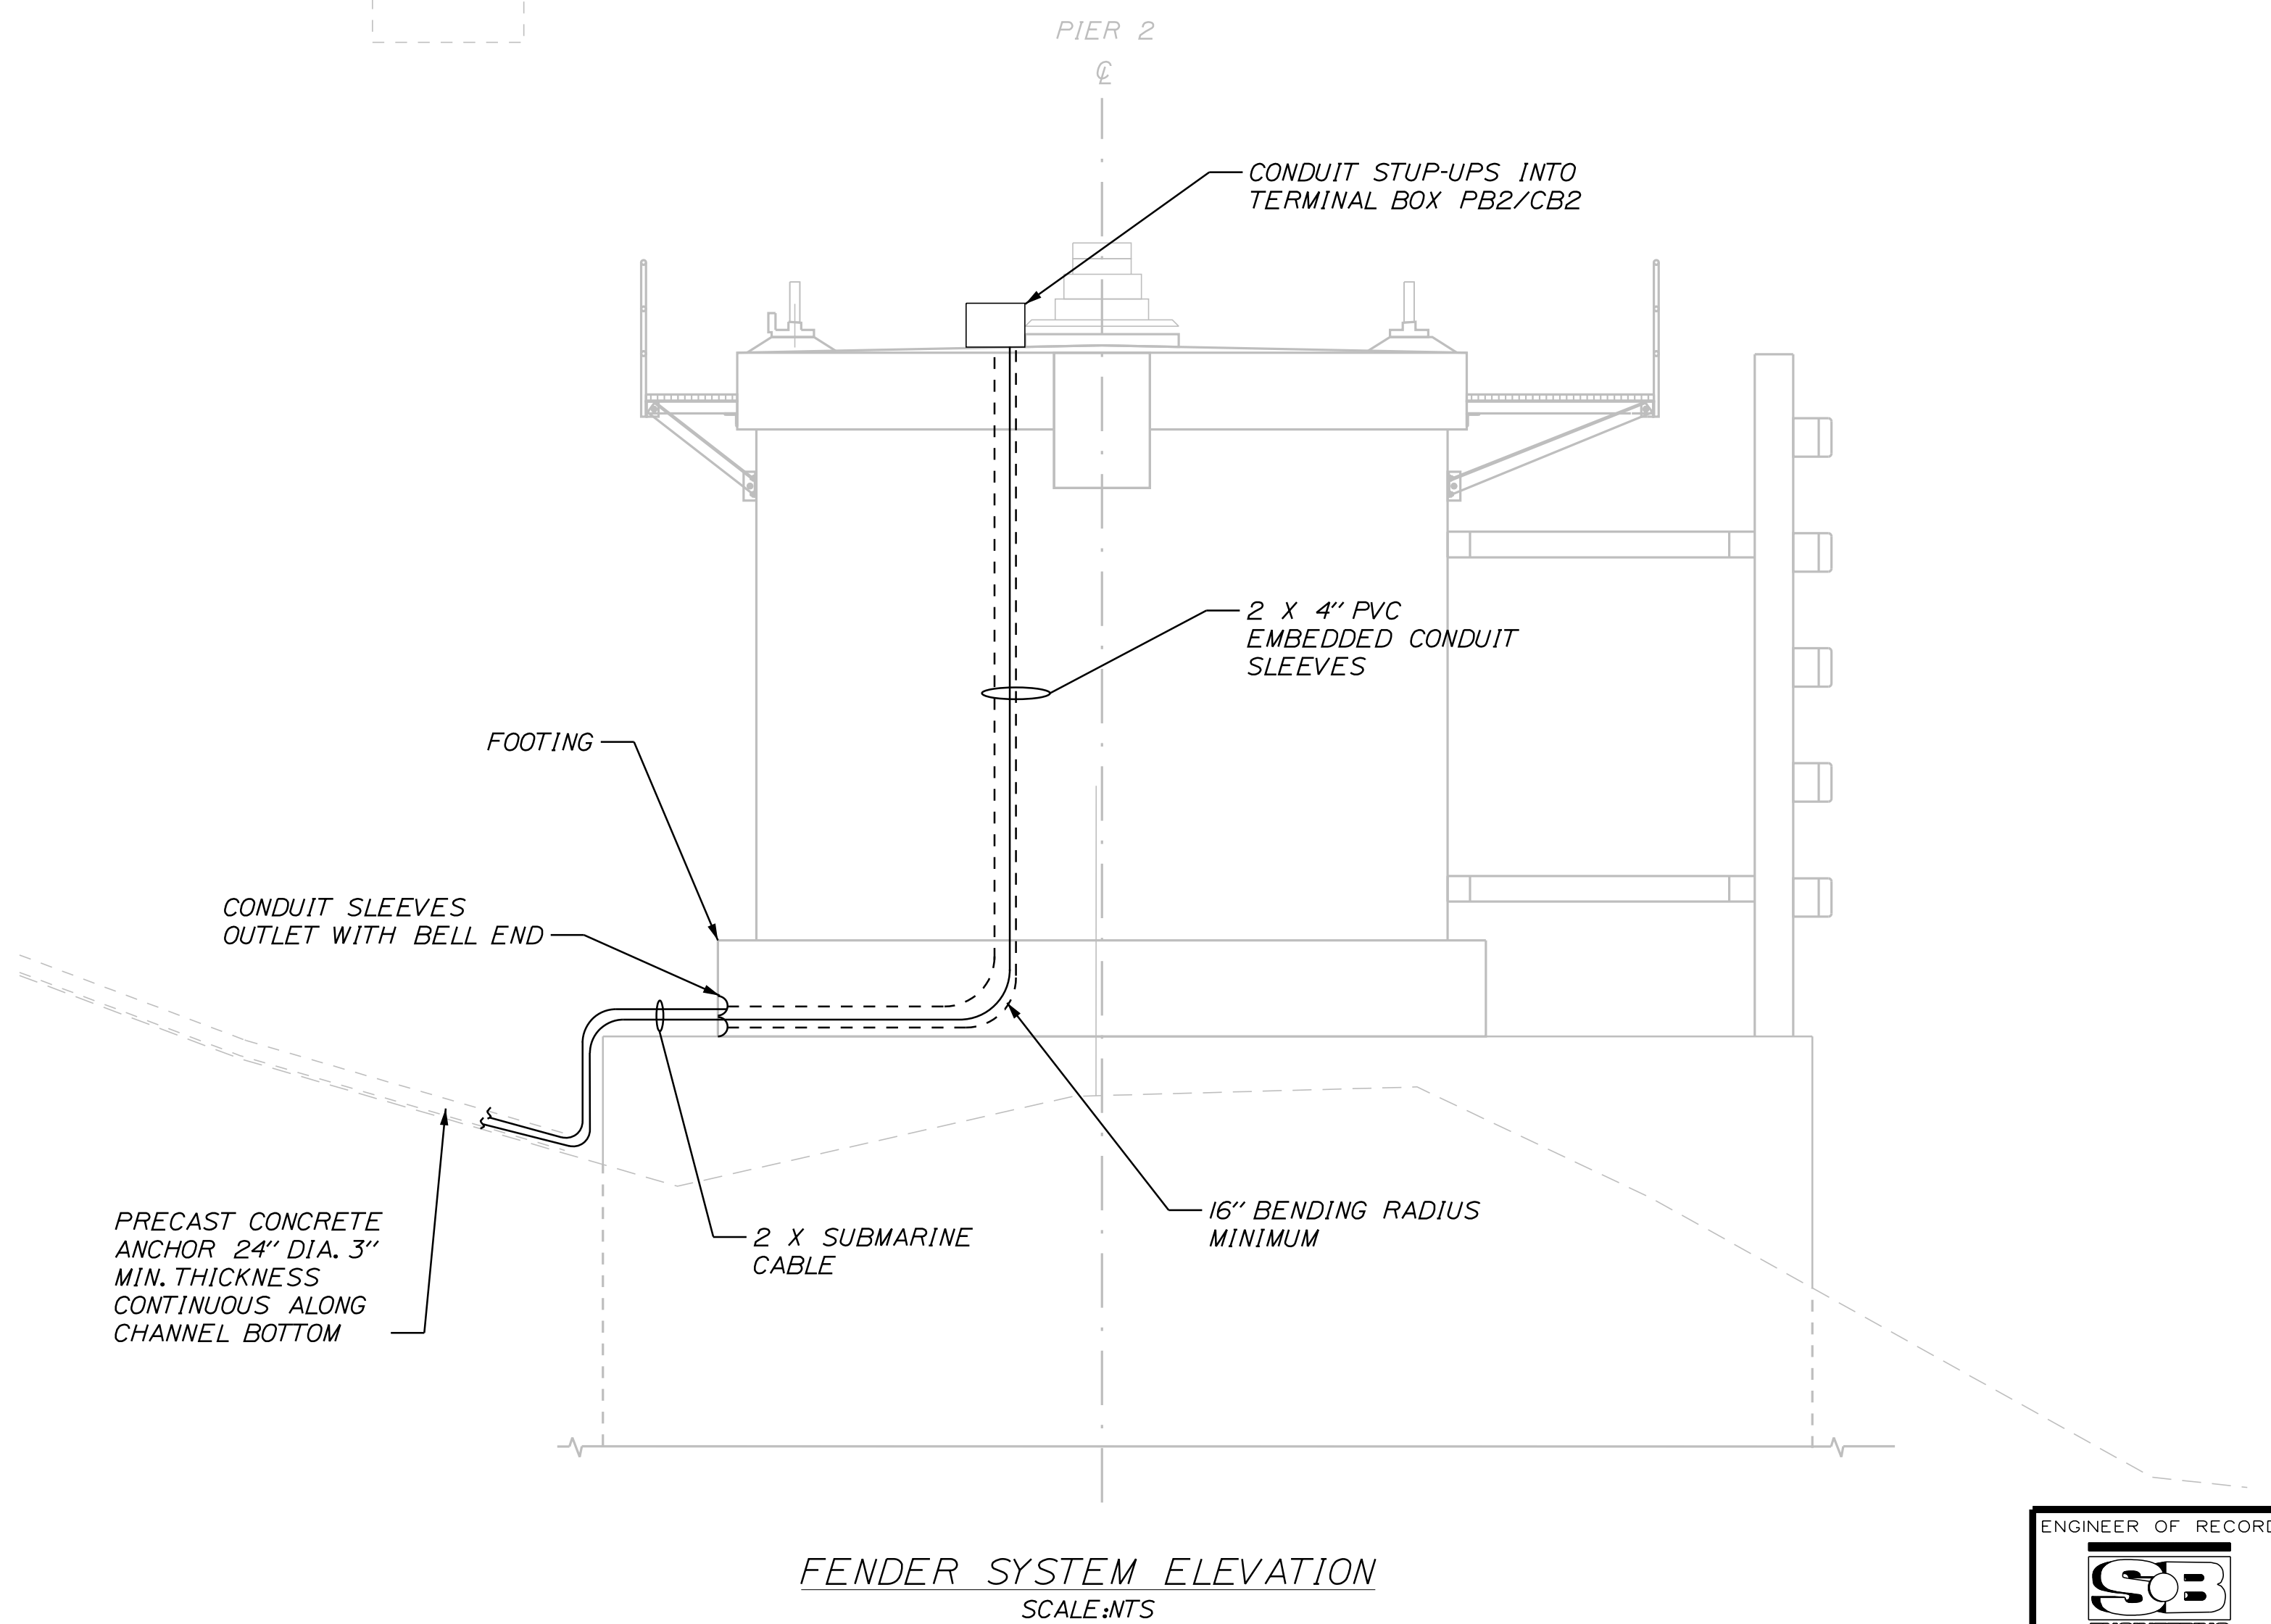 PIER 2
℄
CONDUIT STUP-UPS INTO
TERMINAL BOX PB2/CB2
2 X 4" PVC
EMBEDDED CONDUIT
SLEEVES
FOOTING
CONDUIT SLEEVES
OUTLET WITH BELL END
PRECAST CONCRETE
ANCHOR 24" DIA. 3"
MIN. THICKNESS
CONTINUOUS ALONG
CHANNEL BOTTOM
2 X SUBMARINE
CABLE
16" BENDING RADIUS
MINIMUM
FENDER SYSTEM ELEVATION
SCALE:NTS
ENGINEER OF RECORD
SB